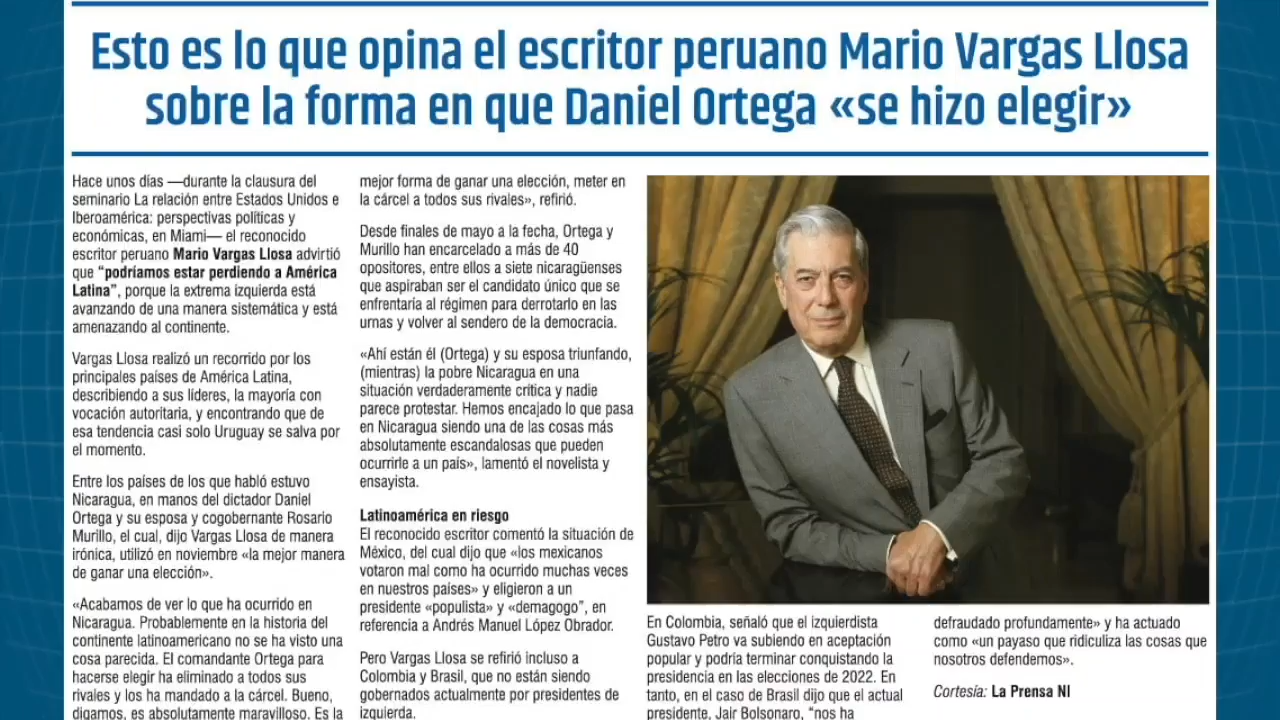 Esto es lo que opina el escritor peruano Mario Vargas Llosa
sobre la forma en que Daniel Ortega «se hizo elegir»
Hace unos días —durante la clausura del
seminario La relación entre Estados Unidos e
Iberoamérica: perspectivas políticas y
económicas, en Miami— el reconocido
escritor peruano Mario Vargas Llosa advirtió
que “podríamos estar perdiendo a América
Latina”, porque la extrema izquierda está
avanzando de una manera sistemática y está
amenazando al continente.
Vargas Llosa realizó un recorrido por los
principales países de América Latina,
describiendo a sus líderes, la mayoría con
vocación autoritaria, y encontrando que de
esa tendencia casi solo Uruguay se salva por
el momento.
Entre los países de los que habló estuvo
Nicaragua, en manos del dictador Daniel
Ortega y su esposa y cogobernante Rosario
Murillo, el cual, dijo Vargas Llosa de manera
irónica, utilizó en noviembre «la mejor manera
de ganar una elección».
«Acabamos de ver lo que ha ocurrido en
Nicaragua. Probablemente en la historia del
continente latinoamericano no se ha visto una
cosa parecida. El comandante Ortega para
hacerse elegir ha eliminado a todos sus
rivales y los ha mandado a la cárcel. Bueno,
digamos, es absolutamente maravilloso. Es la
mejor forma de ganar una elección, meter en
la cárcel a todos sus rivales», refirió.
Desde finales de mayo a la fecha, Ortega y
Murillo han encarcelado a más de 40
opositores, entre ellos a siete nicaragüenses
que aspiraban ser el candidato único que se
enfrentaría al régimen para derrotarlo en las
urnas y volver al sendero de la democracia.
«Ahí están él (Ortega) y su esposa triunfando,
(mientras) la pobre Nicaragua en una
situación verdaderamente crítica y nadie
parece protestar. Hemos encajado lo que pasa
en Nicaragua siendo una de las cosas más
absolutamente escandalosas que pueden
ocurrirle a un país», lamentó el novelista y
ensayista.
Latinoamérica en riesgo
El reconocido escritor comentó la situación de
México, del cual dijo que «los mexicanos
votaron mal como ha ocurrido muchas veces
en nuestros países» y eligieron a un
presidente «populista» y «demagogo”, en
referencia a Andrés Manuel López Obrador.
Pero Vargas Llosa se refirió incluso a
Colombia y Brasil, que no están siendo
gobernados actualmente por presidentes de
izquierda.
En Colombia, señaló que el izquierdista
Gustavo Petro va subiendo en aceptación
popular y podría terminar conquistando la
presidencia en las elecciones de 2022. En
tanto, en el caso de Brasil dijo que el actual
presidente, Jair Bolsonaro, “nos ha
defraudado profundamente» y ha actuado
como «un payaso que ridiculiza las cosas que
nosotros defendemos».
Cortesía: La Prensa NI